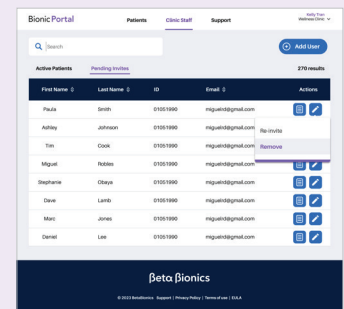 Bionic Portal Patients Clinic Staff Support Kelly Tran
Wellness Clinic
Search
Add User
Active Patients Pending Invites 270 results
First Name Last Name ID Email Actions
Paula Smith 01051990 miguelrd@gmail.com
Ashley Johnson 01051990 miguelrd@gmail.com
Re-invite
Tim Cook 01051990 miguelrd@gmail.com
Remove
Miguel Robles 01051990 miguelrd@gmail.com
Stephanie Obaya 01051990 miguelrd@gmail.com
Dave Lamb 01051990 miguelrd@gmail.com
Marc Jones 01051990 miguelrd@gmail.com
Daniel Lee 01051990 miguelrd@gmail.com
βeta βionics
© 2023 BetaBionics Support | Privacy Policy | Terms of use | EULA